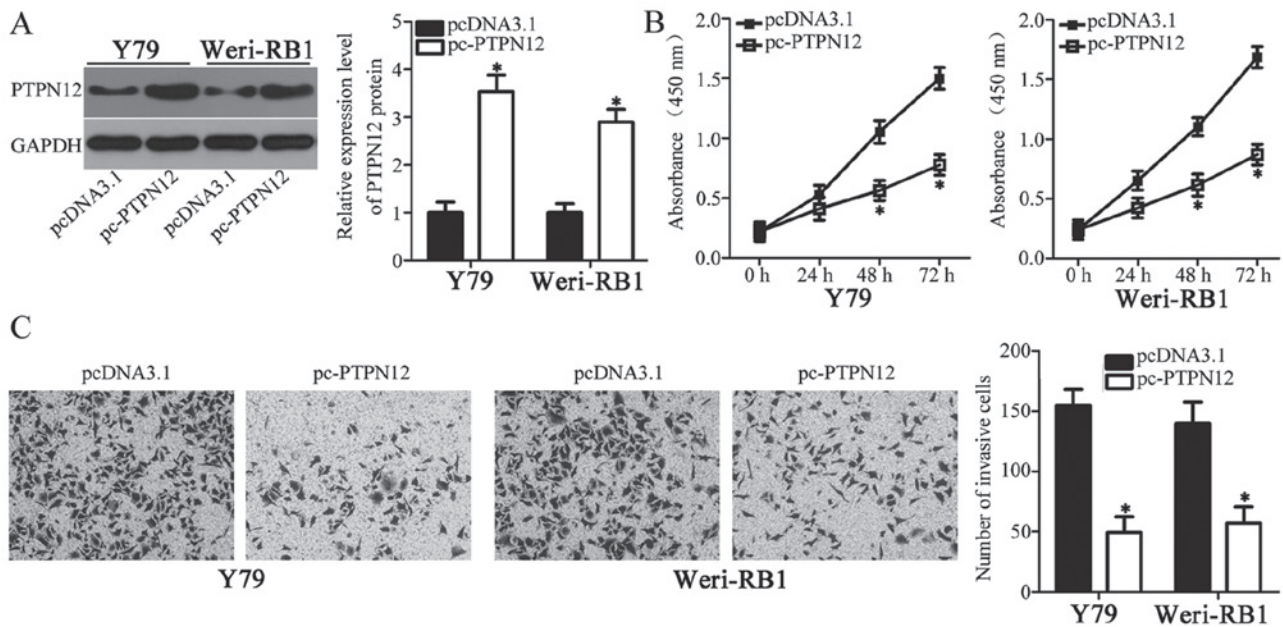 A
Y79 Weri-RB1
PTPN12
GAPDH
pcDNA3.1 pc-PTPN12 pcDNA3.1 pc-PTPN12
Relative expression level
of PTPN12 protein
5
4
3
2
1
0
pcDNA3.1
pc-PTPN12
* *
Y79 Weri-RB1
B
Absorbance (450 nm)
2.0
1.5
1.0
0.5
0.0
pcDNA3.1
pc-PTPN12
* *
0 h 24 h 48 h 72 h
Y79
Absorbance (450 nm)
2.0
1.5
1.0
0.5
0.0
pcDNA3.1
pc-PTPN12
* *
0 h 24 h 48 h 72 h
Weri-RB1
C
pcDNA3.1 pc-PTPN12 pcDNA3.1 pc-PTPN12
Y79 Weri-RB1
Number of invasive cells
200
150
100
50
0
pcDNA3.1
pc-PTPN12
* *
Y79 Weri-RB1